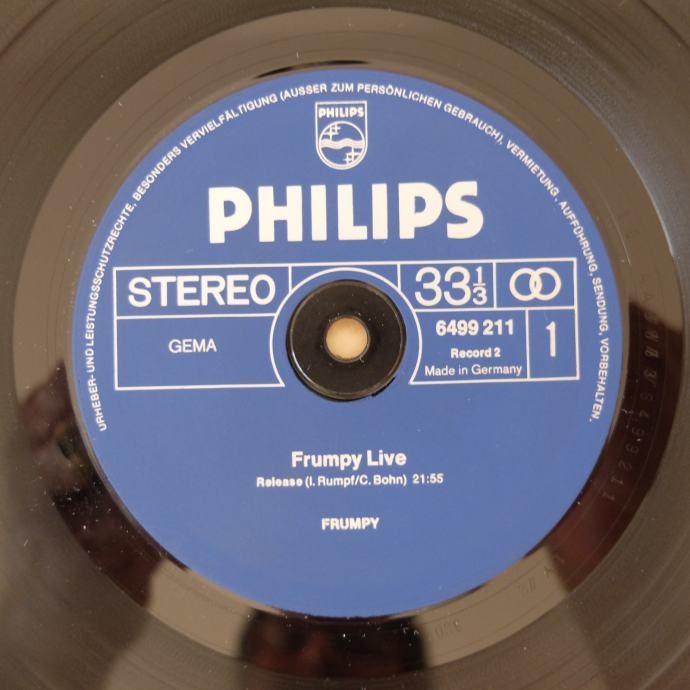 URHEBER- UND LEISTUNGSSCHUTZRECHTE, BESONDERS VERVIELFÄLTIGUNG (AUSSER ZUM PERSÖNLICHEN GEBRAUCH), VERMIETUNG, AUFFÜHRUNG, SENDUNG, VORBEHALTEN.
PHILIPS
PHILIPS
STEREO
33⅓
GEMA
6499 211
Record 2
Made in Germany
1
Frumpy Live
Release (I. Rumpf/C. Bohn) 21:55
FRUMPY